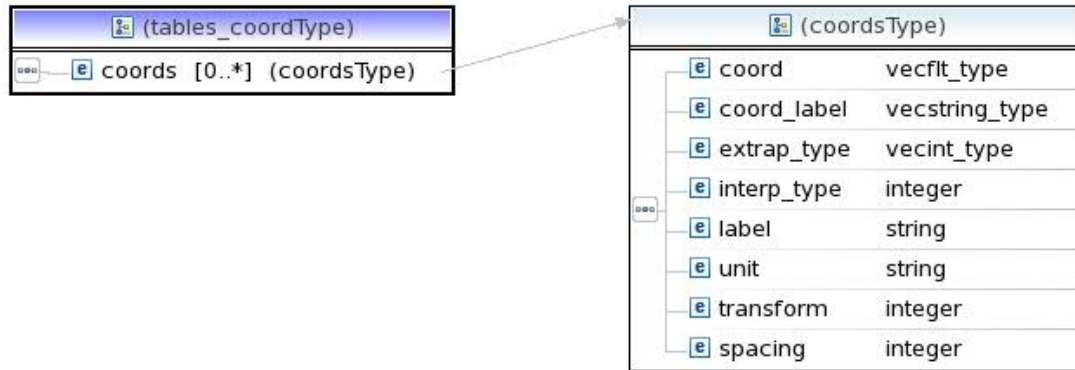 (tables_coordType)
e coords [0..*] (coordsType)
(coordsType)
e coord vecflt_type
e coord_label vecstring_type
e extrap_type vecint_type
e interp_type integer
e label string
e unit string
e transform integer
e spacing integer